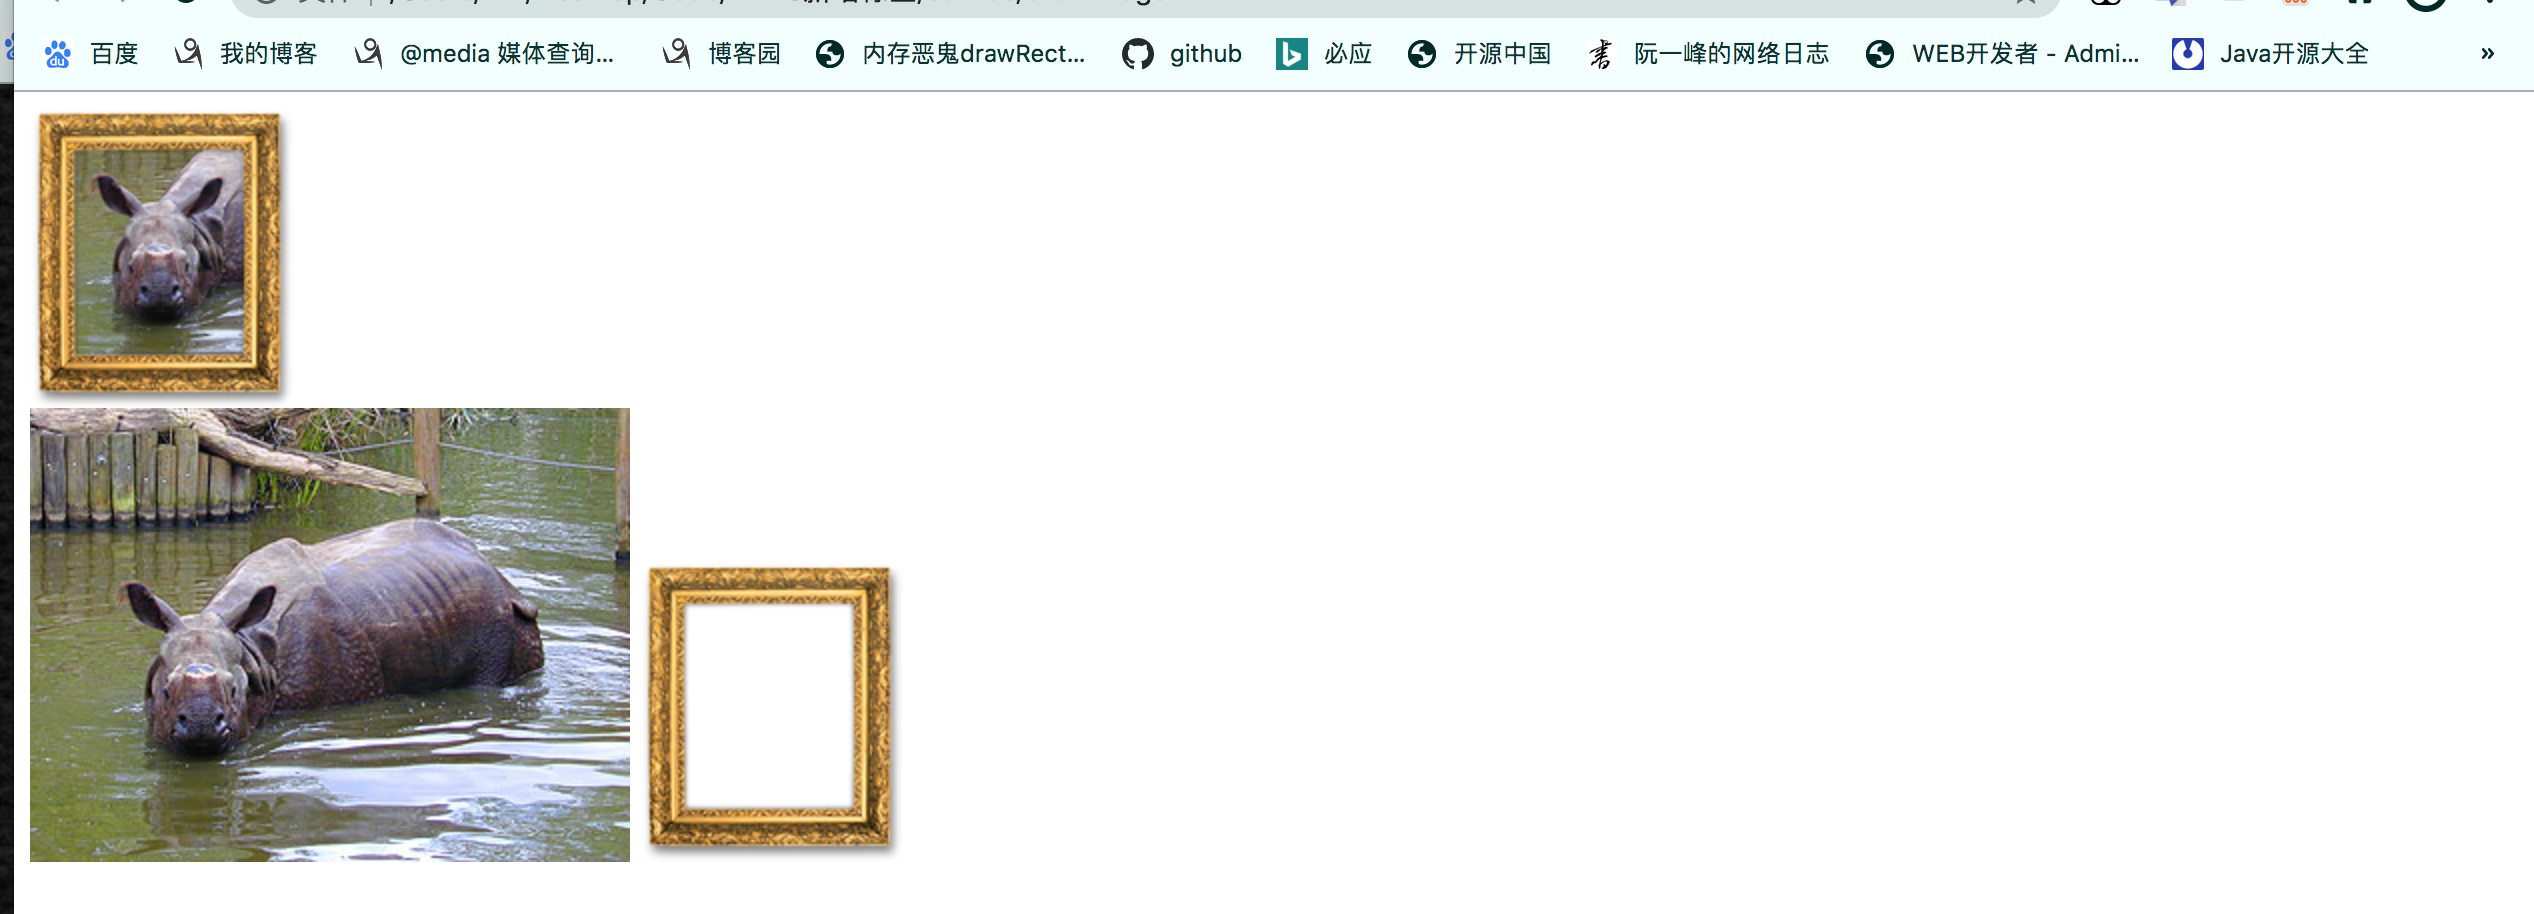 百度 我的博客 @media 媒体查询... 博客园 内存恶鬼drawRect... github 必应 开源中国 阮一峰的网络日志 WEB开发者 - Admi... Java开源大全 »